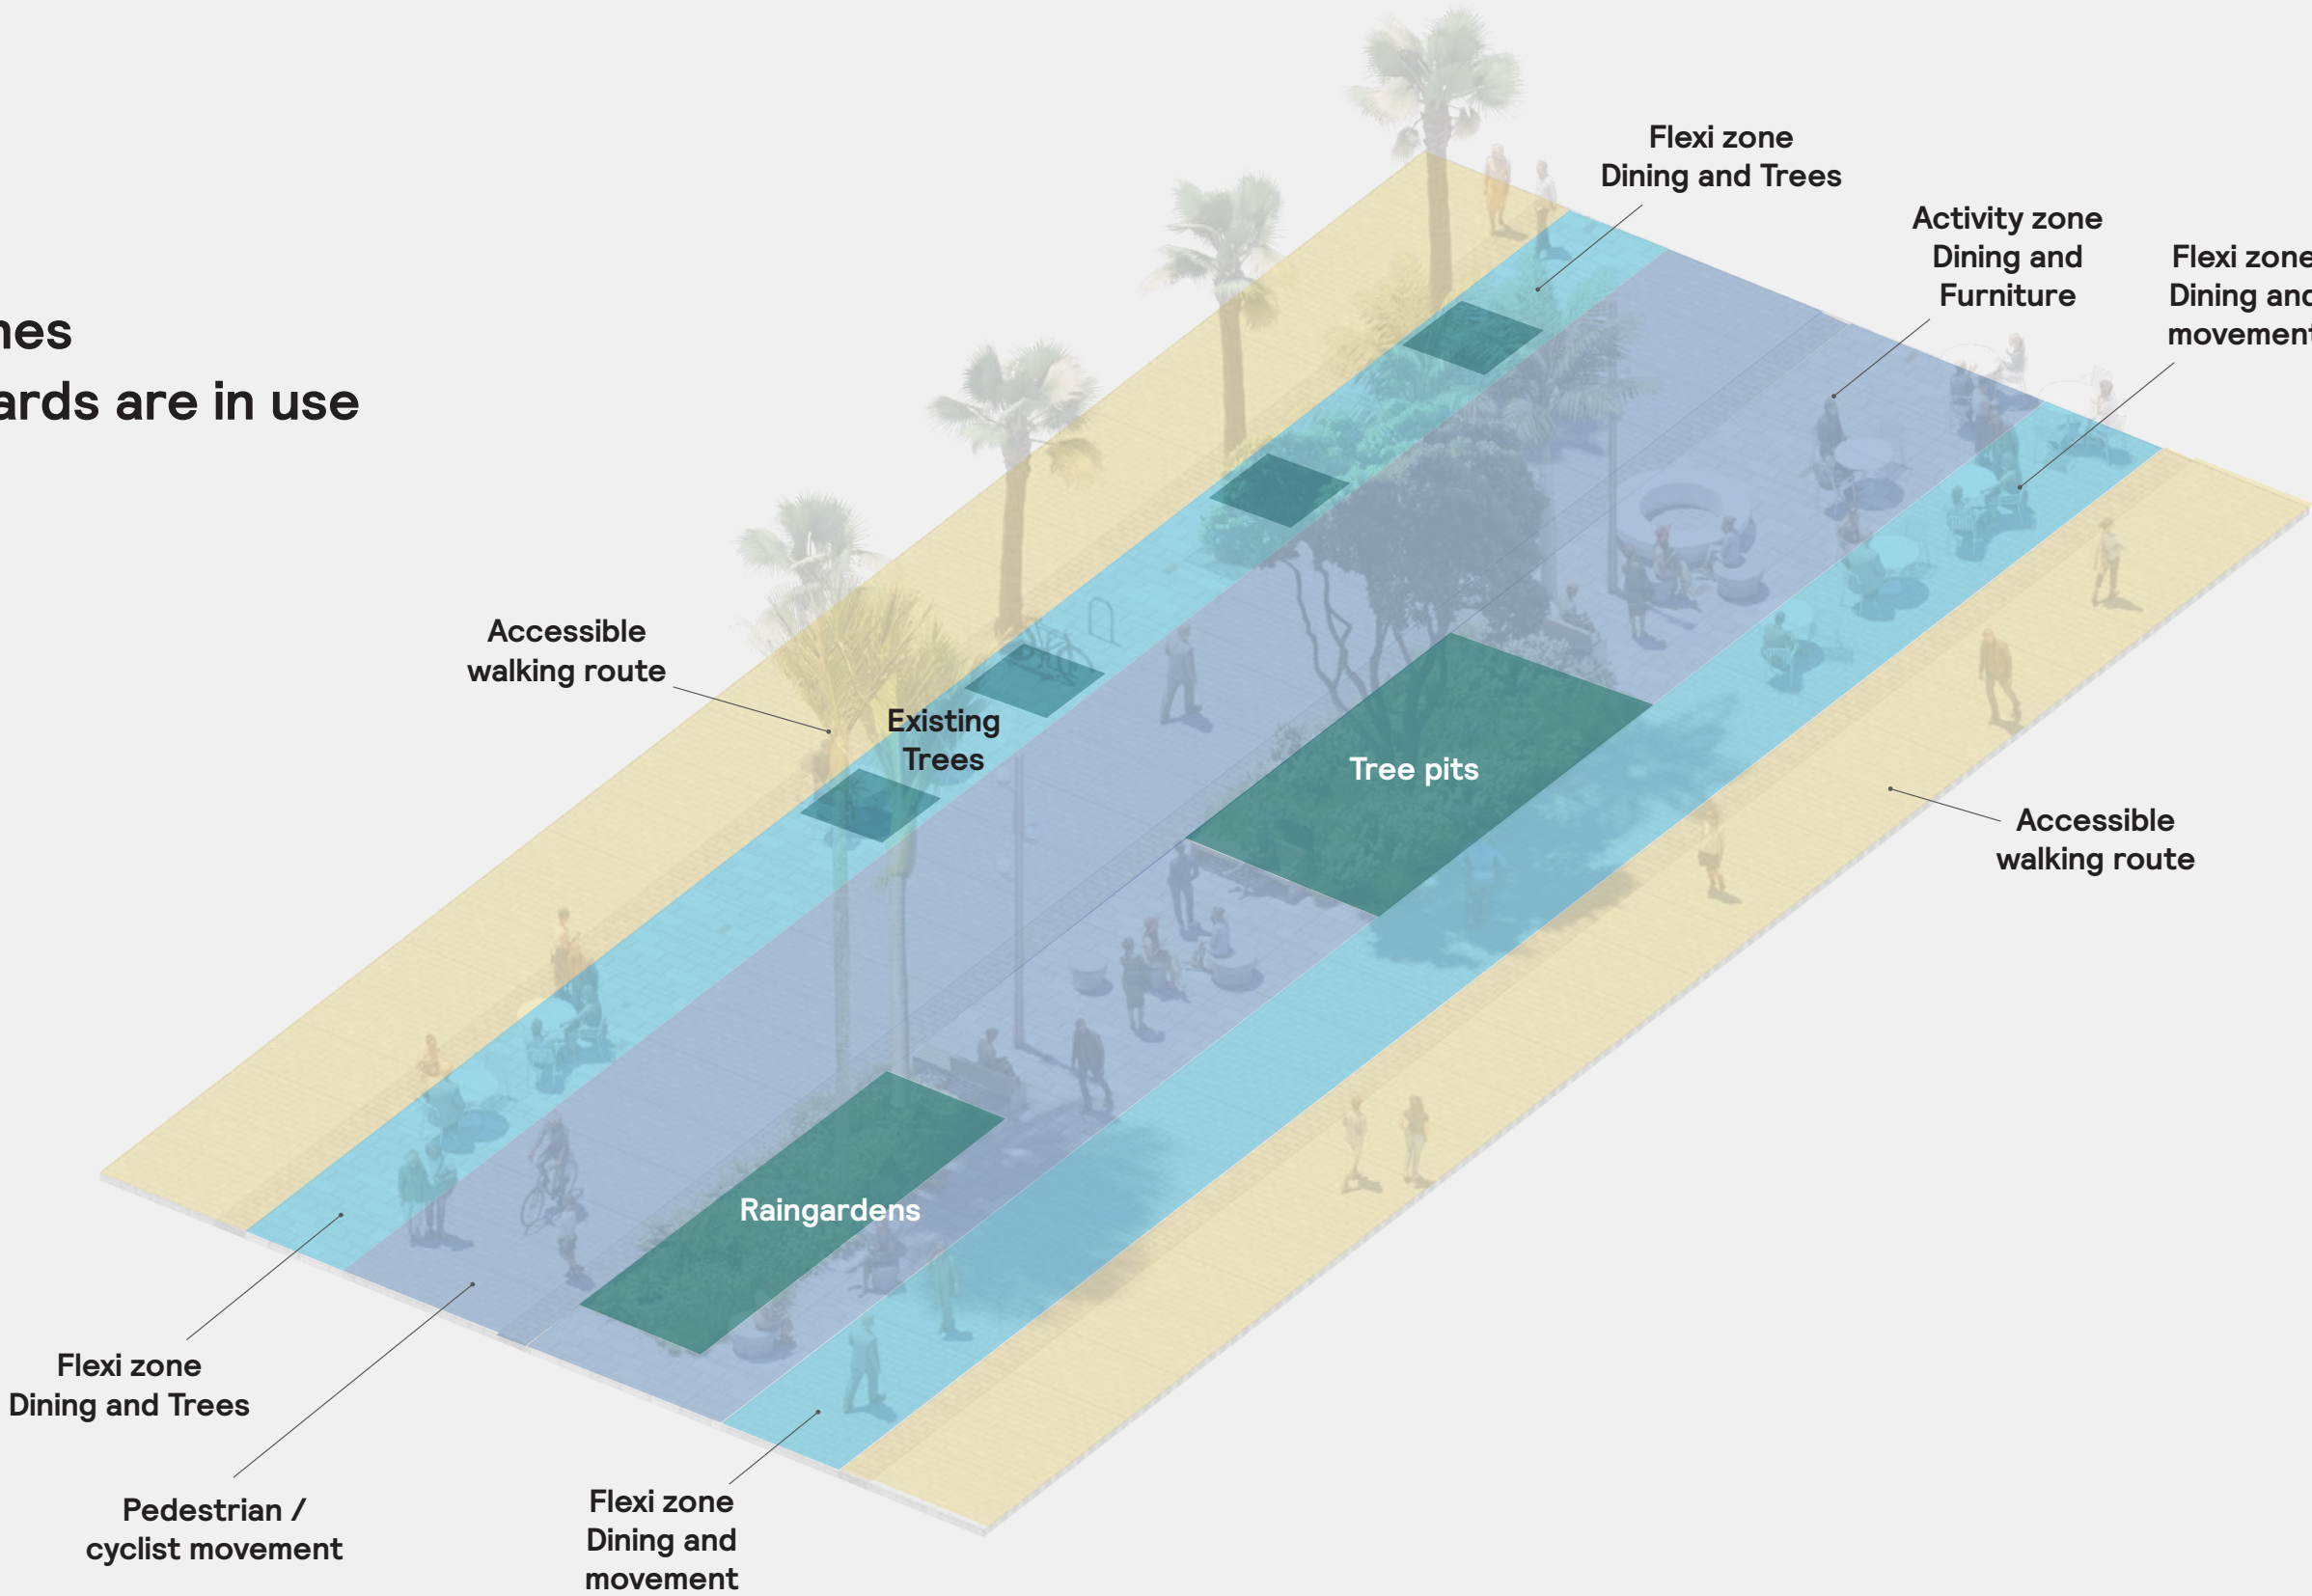 nes
ards are in use
Flexi zone
Dining and Trees
Activity zone
Dining and
Furniture
Flexi zone
Dining and
movement
Accessible
walking route
Existing
Trees
Tree pits
Accessible
walking route
Raingardens
Flexi zone
Dining and Trees
Pedestrian /
cyclist movement
Flexi zone
Dining and
movement